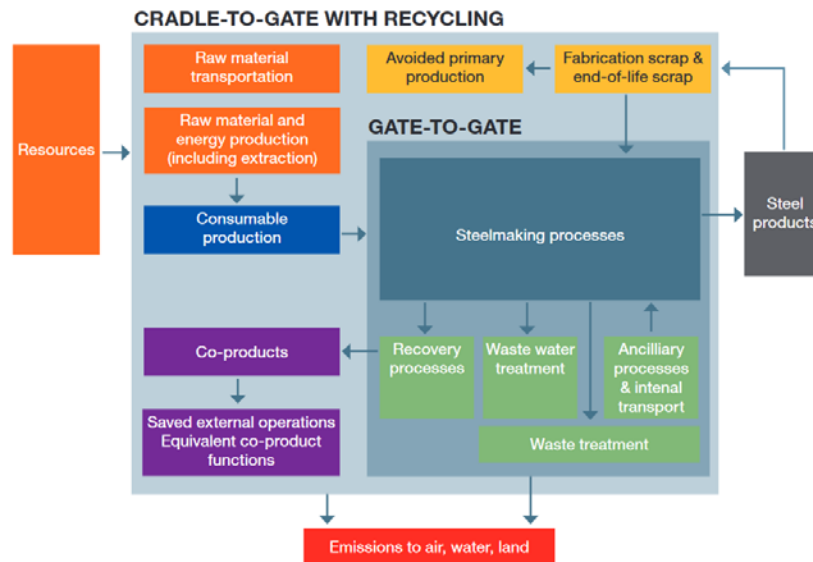 CRADLE-TO-GATE WITH RECYCLING
Raw material
transportation
Avoided primary
production
Fabrication scrap &
end-of-life scrap
Resources
Raw material and
energy production
(including extraction)
GATE-TO-GATE
Consumable
production
Steelmaking processes
Steel
products
Co-products
Recovery
processes
Waste water
treatment
Ancilliary
processes
& intenal
transport
Saved external operations
Equivalent co-product
functions
Waste treatment
Emissions to air, water, land